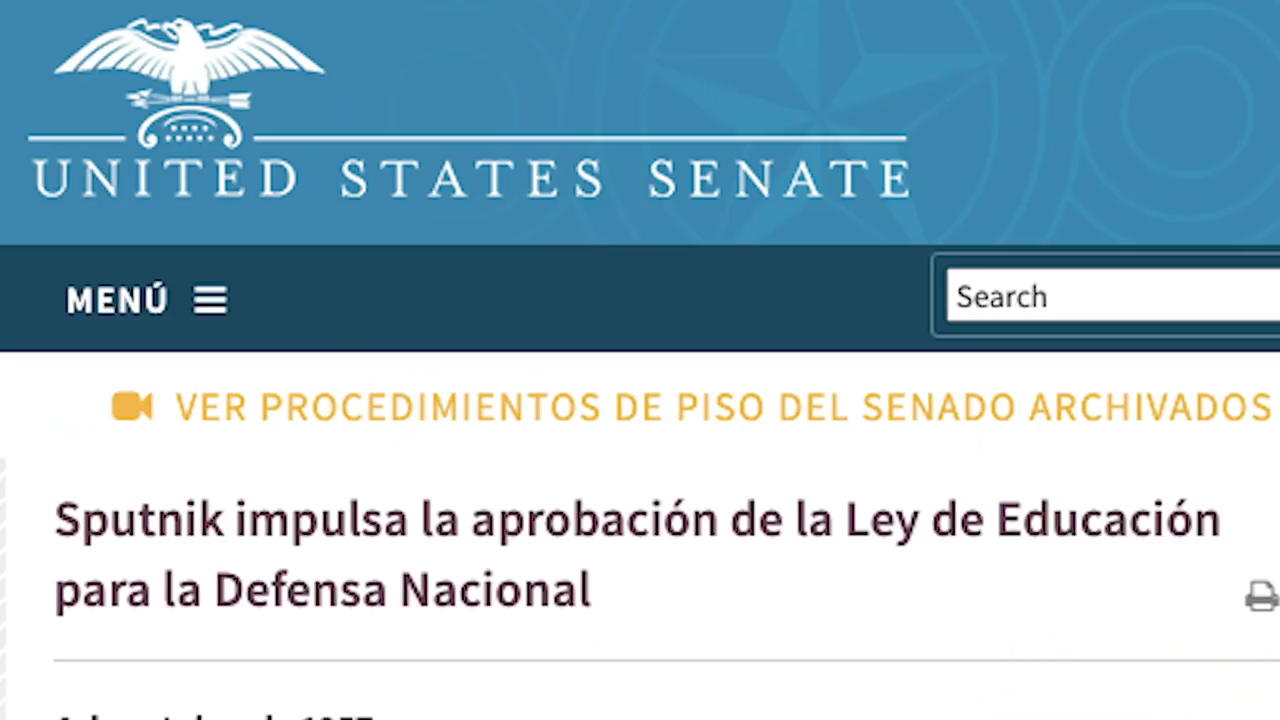 UNITED STATES SENATE
MENÚ
Search
VER PROCEDIMIENTOS DE PISO DEL SENADO ARCHIVADOS
Sputnik impulsa la aprobación de la Ley de Educación
para la Defensa Nacional